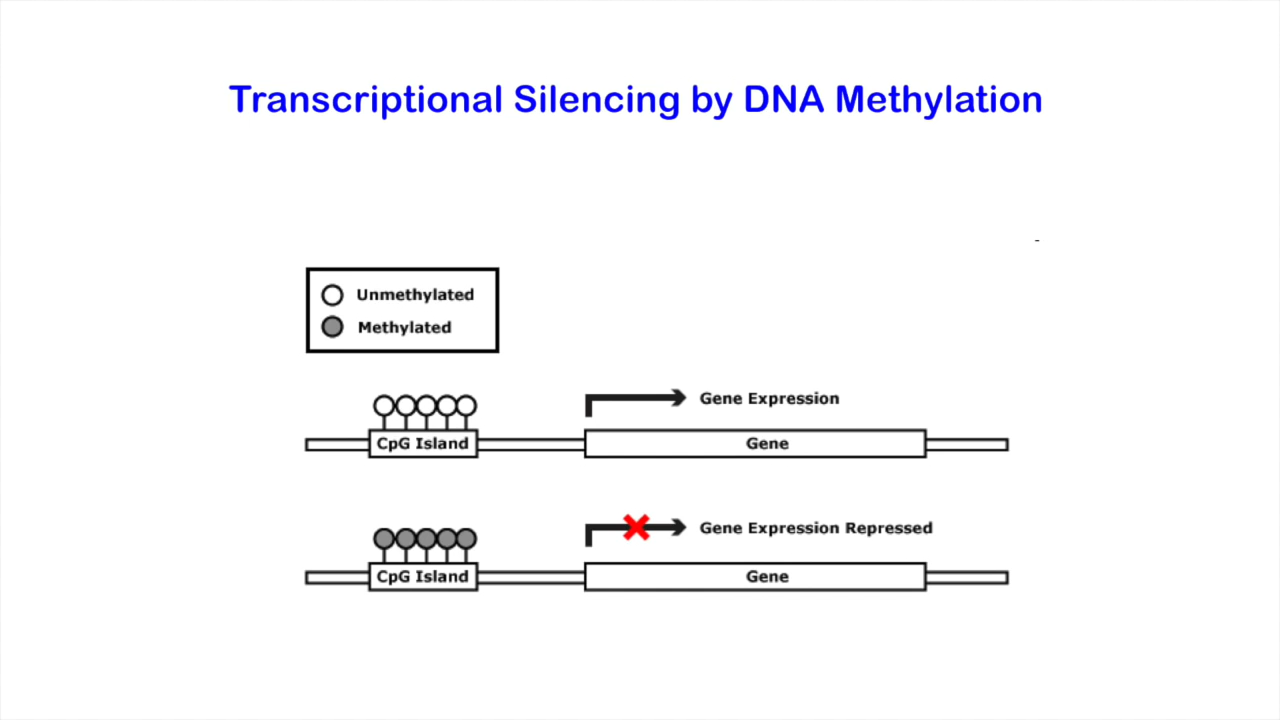 Transcriptional Silencing by DNA Methylation
-
Unmethylated
Methylated
Gene Expression
CpG Island
Gene
Gene Expression Repressed
CpG Island
Gene